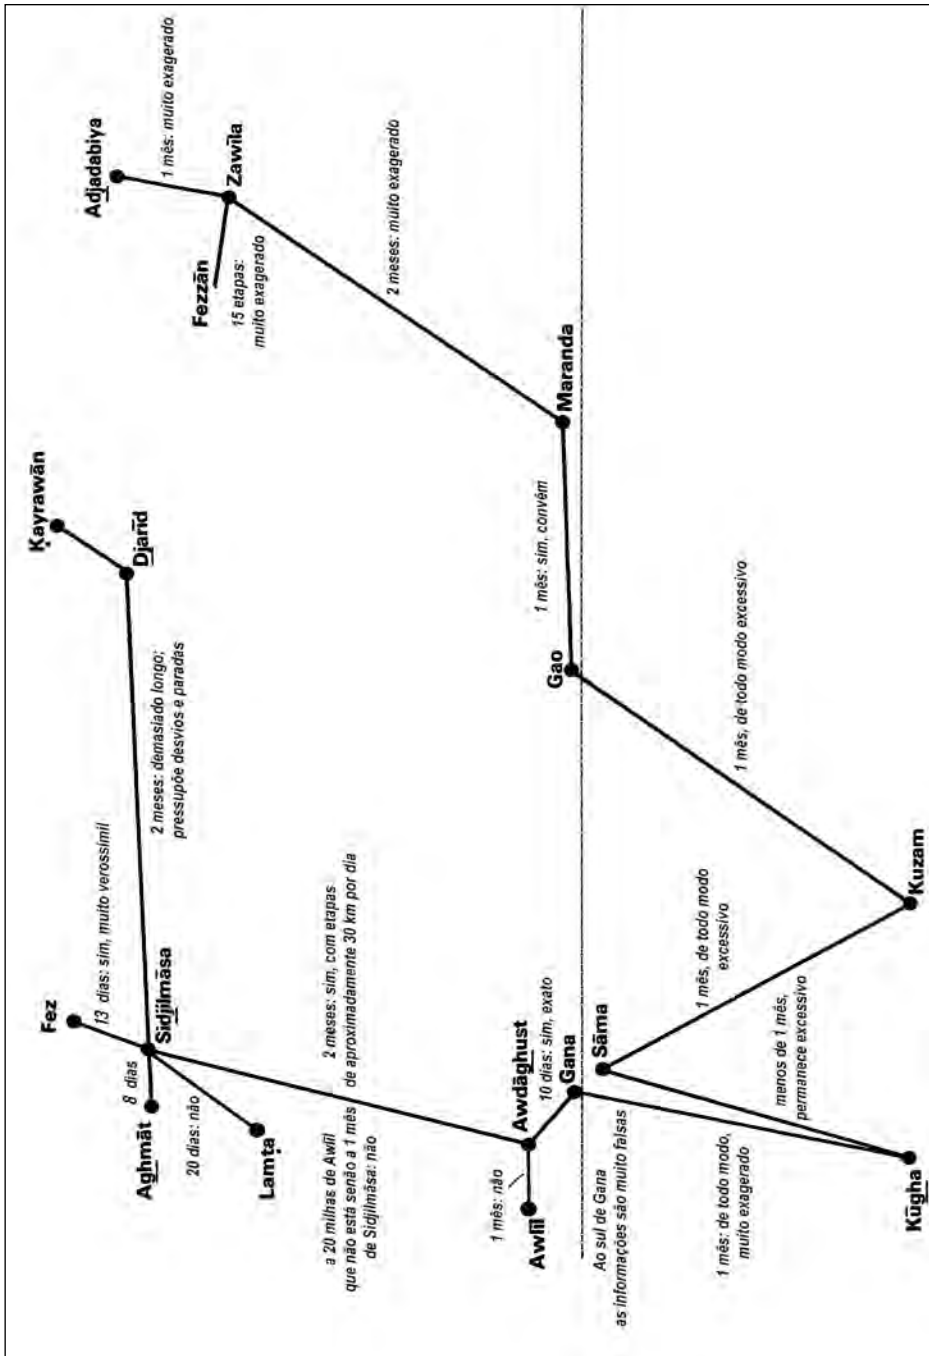 Fez
13 dias: sim, muito verossímil
Sidjilmāsa
8 dias
Aghmāt
20 dias: não
Lamṭa
Ḳayrawān
Djarīd
2 meses: demasiado longo;
pressupõe desvios e paradas
Adjadabiya
1 mês: muito exagerado.
Zawīla
Fezzān
15 etapas:
muito exagerado
2 meses: muito exagerado
Maranda
1 mês: sim, convém
Gao
2 meses: sim, com etapas
de aproximadamente 30 km por dia
a 20 milhas de Awlīl
que não está senão a 1 mês
de Sidjilmāsa: não
1 mês: não
Awlīl
Awdāghust
10 dias: sim, exato
Gana
Sāma
Ao sul de Gana
as informações são muito falsas
1 mês: de todo modo,
muito exagerado
Kūgha
menos de 1 mês,
permanece excessivo
1 mês, de todo modo
excessivo
Kuzam
1 mês, de todo modo excessivo